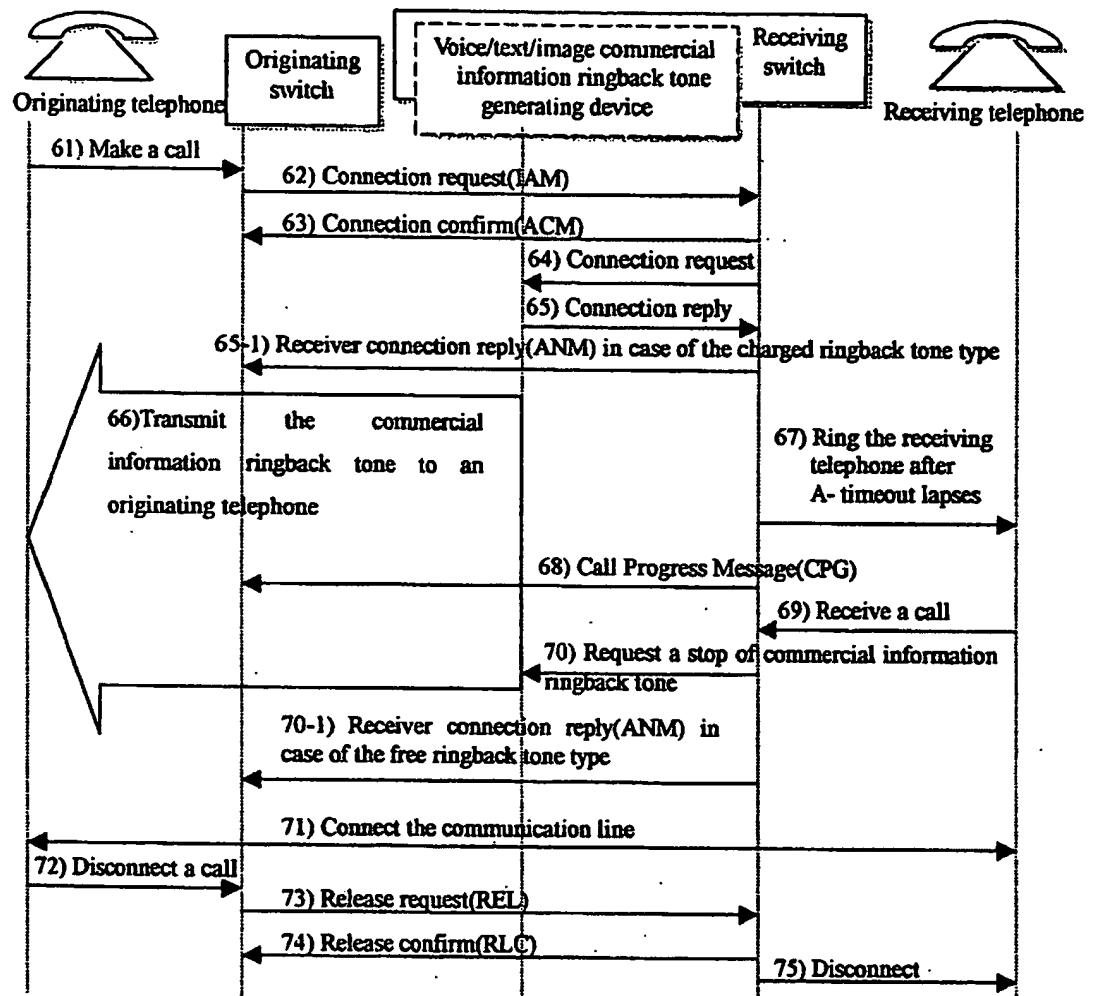 Originating telephone
Originating
switch
Voice/text/image commercial
information ringback tone
generating device
Receiving
switch
Receiving telephone
61) Make a call
62) Connection request(IAM)
63) Connection confirm(ACM)
64) Connection request
65) Connection reply
65-1) Receiver connection reply(ANM) in case of the charged ringback tone type
66)Transmit the commercial
information ringback tone to an
originating telephone
67) Ring the receiving
telephone after
A- timeout lapses
68) Call Progress Message(CPG)
69) Receive a call
70) Request a stop of commercial information
ringback tone
70-1) Receiver connection reply(ANM) in
case of the free ringback tone type
71) Connect the communication line
72) Disconnect a call
73) Release request(REL)
74) Release confirm(RLC)
75) Disconnect